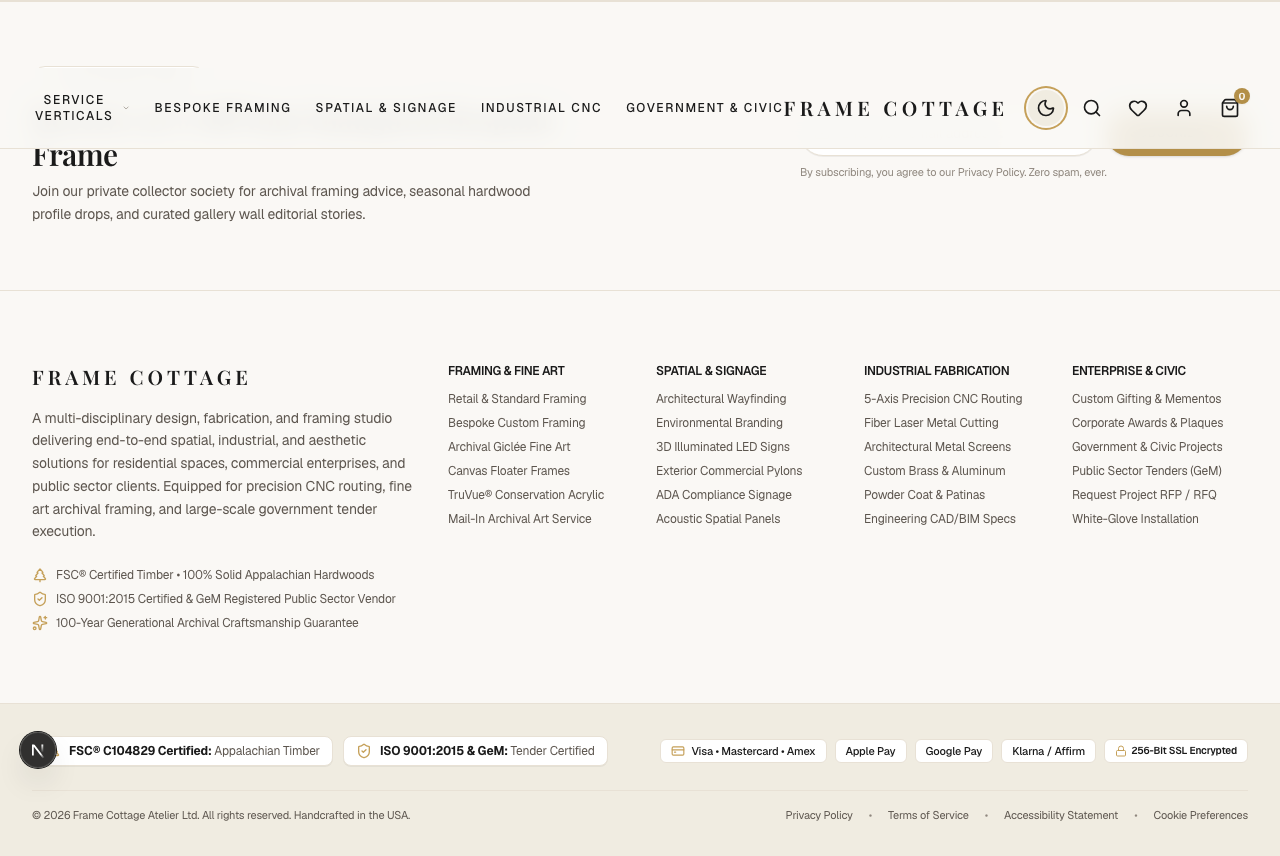 SERVICE
VERTICALS
BESPOKE FRAMING
SPATIAL & SIGNAGE
INDUSTRIAL CNC
GOVERNMENT & CIVIC
FRAME COTTAGE
0
Frame
Join our private collector society for archival framing advice, seasonal hardwood
profile drops, and curated gallery wall editorial stories.
By subscribing, you agree to our Privacy Policy. Zero spam, ever.
FRAME COTTAGE
A multi-disciplinary design, fabrication, and framing studio
delivering end-to-end spatial, industrial, and aesthetic
solutions for residential spaces, commercial enterprises, and
public sector clients. Equipped for precision CNC routing, fine
art archival framing, and large-scale government tender
execution.
FSC® Certified Timber • 100% Solid Appalachian Hardwoods
ISO 9001:2015 Certified & GeM Registered Public Sector Vendor
100-Year Generational Archival Craftsmanship Guarantee
FRAMING & FINE ART
Retail & Standard Framing
Bespoke Custom Framing
Archival Giclée Fine Art
Canvas Floater Frames
TruVue® Conservation Acrylic
Mail-In Archival Art Service
SPATIAL & SIGNAGE
Architectural Wayfinding
Environmental Branding
3D Illuminated LED Signs
Exterior Commercial Pylons
ADA Compliance Signage
Acoustic Spatial Panels
INDUSTRIAL FABRICATION
5-Axis Precision CNC Routing
Fiber Laser Metal Cutting
Architectural Metal Screens
Custom Brass & Aluminum
Powder Coat & Patinas
Engineering CAD/BIM Specs
ENTERPRISE & CIVIC
Custom Gifting & Mementos
Corporate Awards & Plaques
Government & Civic Projects
Public Sector Tenders (GeM)
Request Project RFP / RFQ
White-Glove Installation
N
FSC® C104829 Certified: Appalachian Timber
ISO 9001:2015 & GeM: Tender Certified
Visa • Mastercard • Amex
Apple Pay
Google Pay
Klarna / Affirm
256-Bit SSL Encrypted
© 2026 Frame Cottage Atelier Ltd. All rights reserved. Handcrafted in the USA.
Privacy Policy • Terms of Service • Accessibility Statement • Cookie Preferences